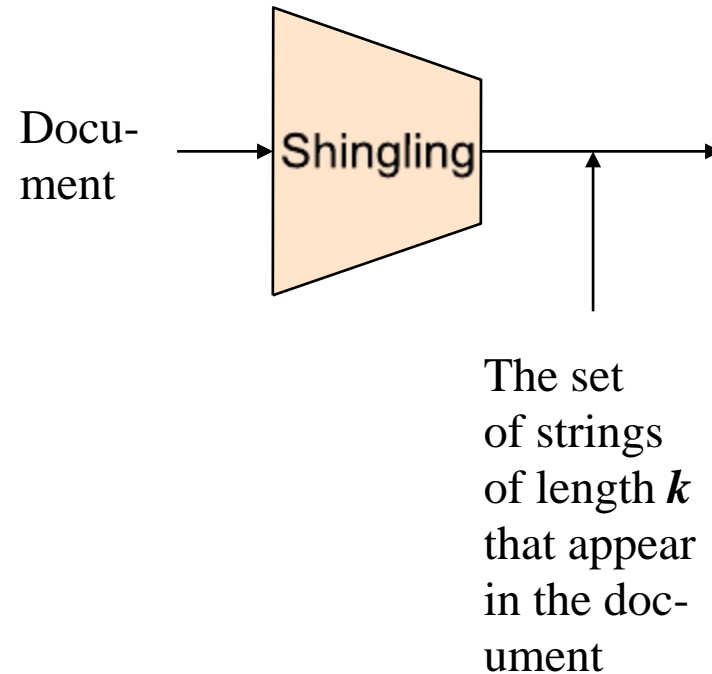 Docu-
ment
Shingling
The set
of strings
of length k
that appear
in the doc-
ument